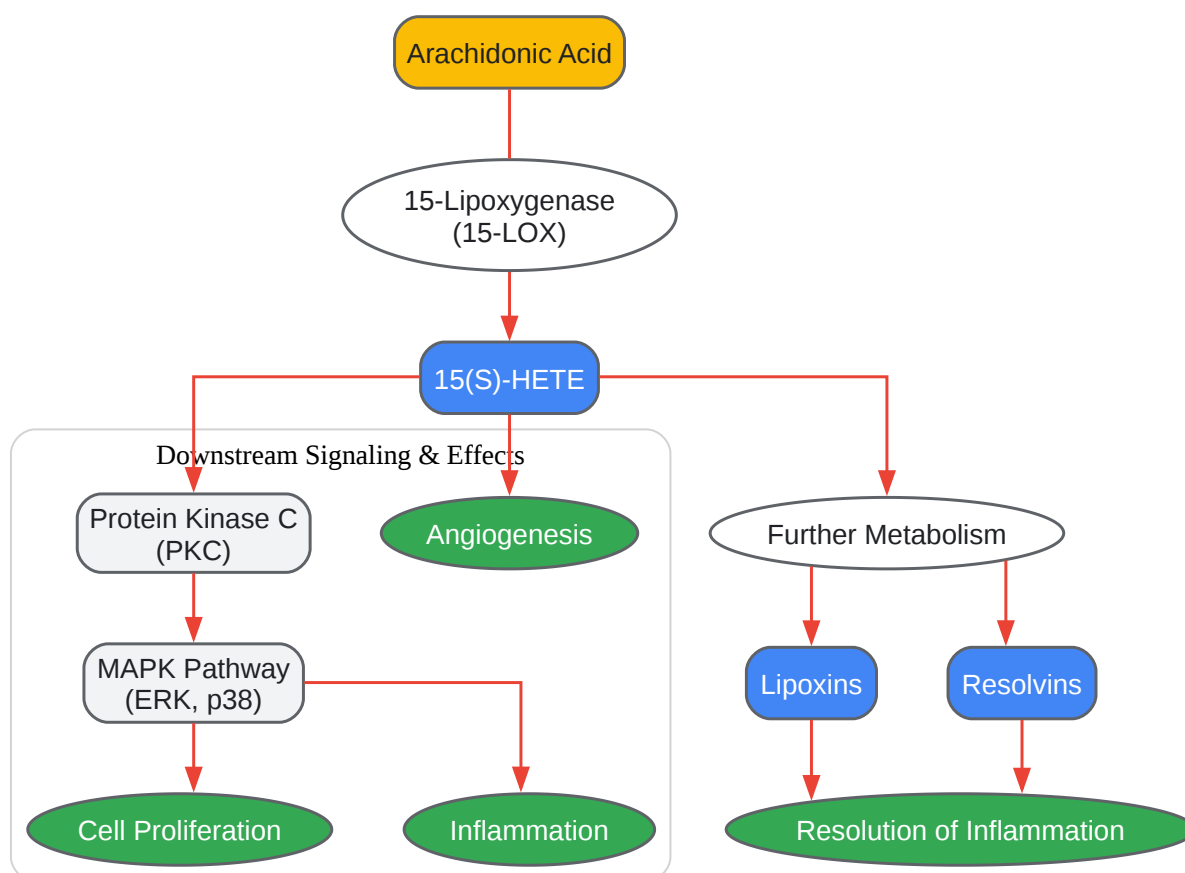 Arachidonic Acid
15-Lipoxygenase
(15-LOX)
15(S)-HETE
Downstream Signaling & Effects
Protein Kinase C
(PKC)
Angiogenesis
Further Metabolism
MAPK Pathway
(ERK, p38)
Lipoxins
Resolvins
Cell Proliferation
Inflammation
Resolution of Inflammation